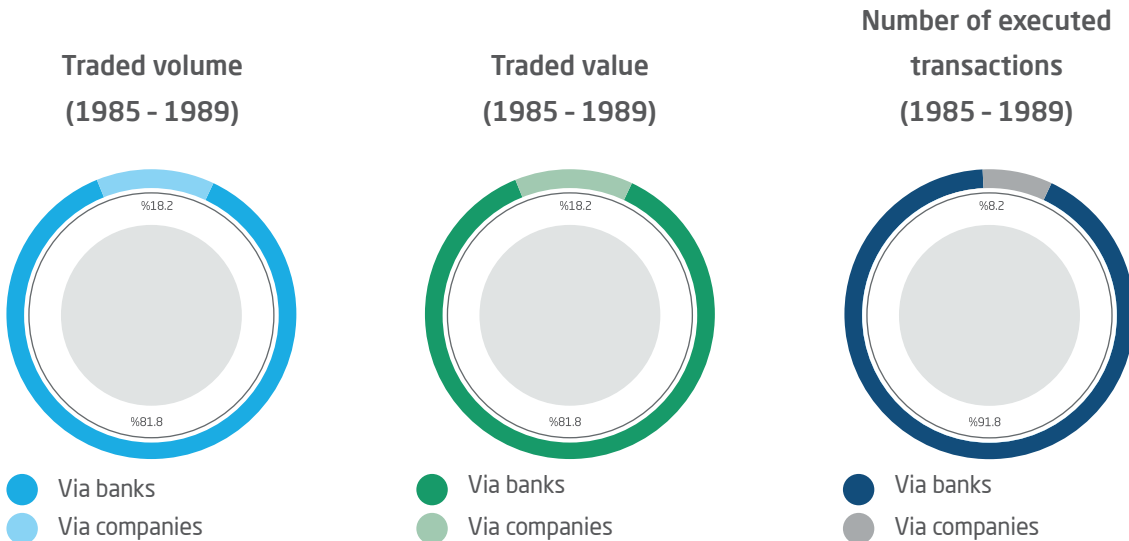 Traded volume
(1985 – 1989)
%18.2
%81.8
Via banks
Via companies
Traded value
(1985 – 1989)
%18.2
%81.8
Via banks
Via companies
Number of executed
transactions
(1985 – 1989)
%8.2
%91.8
Via banks
Via companies